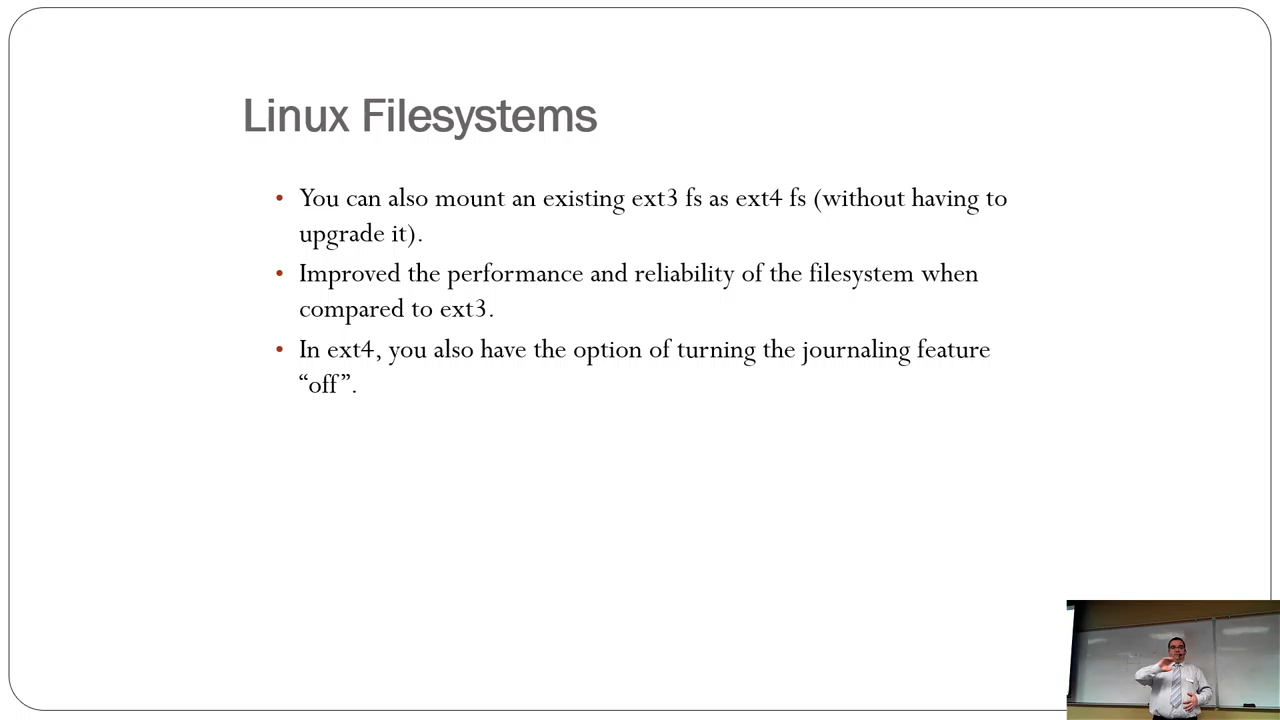 Linux Filesystems
• You can also mount an existing ext3 fs as ext4 fs (without having to
upgrade it).
• Improved the performance and reliability of the filesystem when
compared to ext3.
• In ext4, you also have the option of turning the journaling feature
“off”.